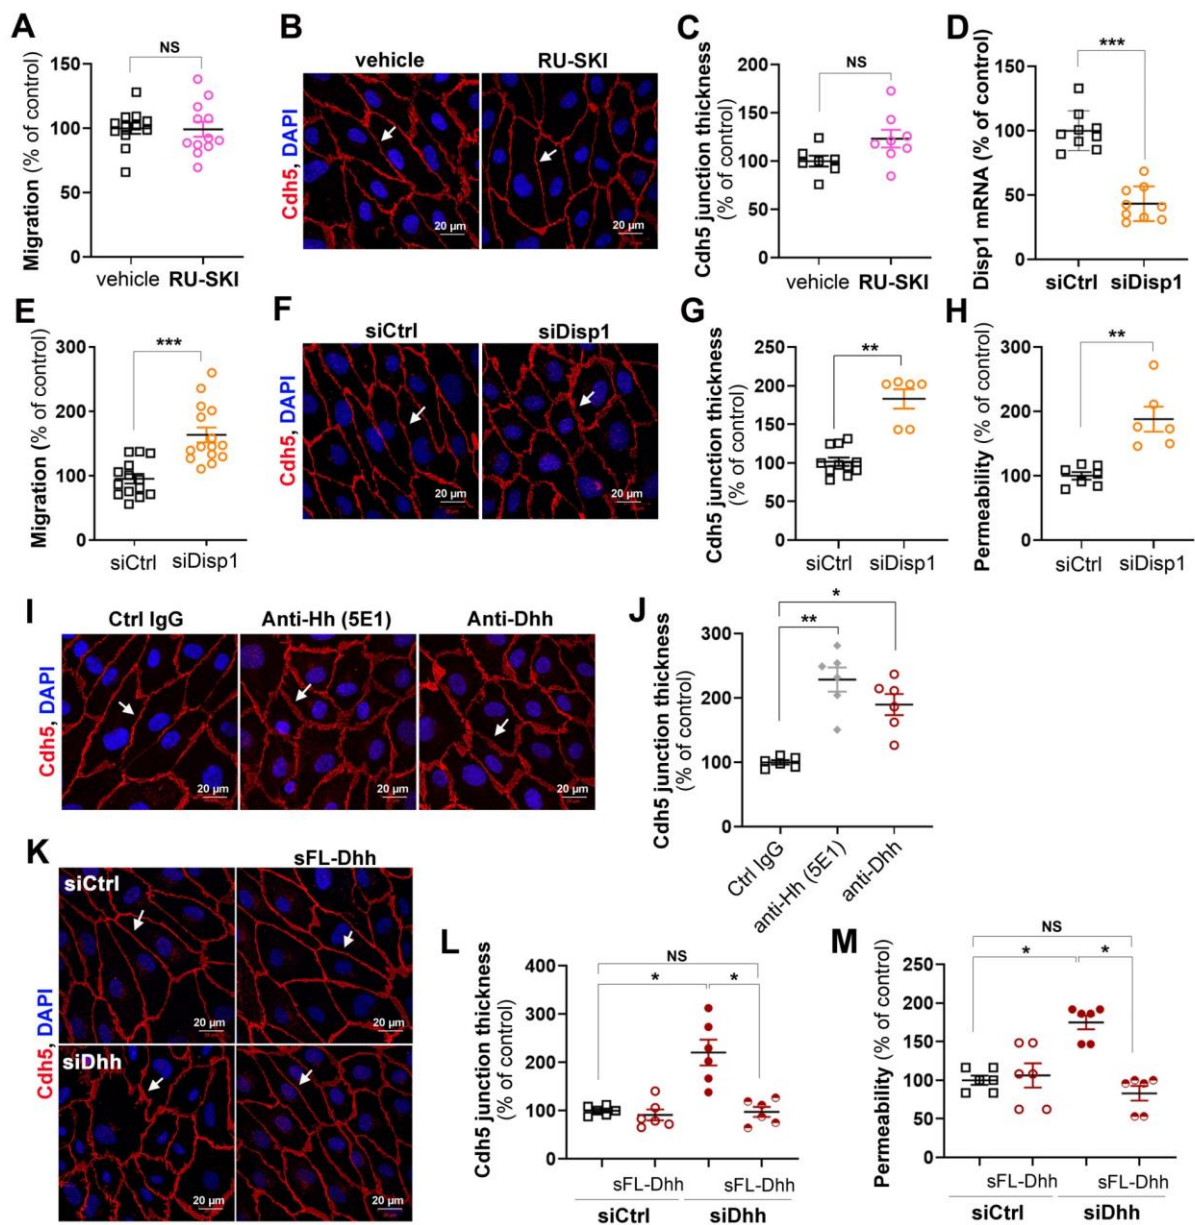 A
Migration (% of control)
150
100
50
0
NS
vehicle RU-SKI
B
vehicle RU-SKI
Cdh5, DAPI
20 µm 20 µm
C
Cdh5 junction thickness
(% of control)
200
150
100
50
0
NS
vehicle RU-SKI
D
Disp1 mRNA (% of control)
150
100
50
0
***
siCtrl siDisp1
E
Migration (% of control)
300
200
100
0
***
siCtrl siDisp1
F
siCtrl siDisp1
Cdh5, DAPI
20 µm 20 µm
G
Cdh5 junction thickness
(% of control)
250
200
150
100
50
0
**
siCtrl siDisp1
H
Permeability (% of control)
300
200
100
0
**
siCtrl siDisp1
I
Ctrl IgG Anti-Hh (5E1) Anti-Dhh
Cdh5, DAPI
20 µm 20 µm 20 µm
J
Cdh5 junction thickness
(% of control)
300
200
100
0
*
**
Ctrl IgG
anti-Hh (5E1)
anti-Dhh
K
sFL-Dhh
siCtrl
siDhh
Cdh5, DAPI
20 µm 20 µm
20 µm 20 µm
L
Cdh5 junction thickness
(% of control)
400
300
200
100
0
NS
* *
sFL-Dhh sFL-Dhh
siCtrl siDhh
M
Permeability (% of control)
250
200
150
100
50
0
NS
* *
sFL-Dhh sFL-Dhh
siCtrl siDhh